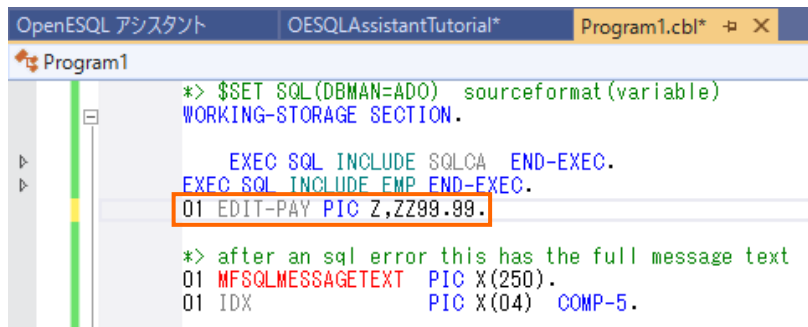 OpenESQL アシスタント OESQLAssistantTutorial* Program1.cbl*
Program1
*> $SET SQL(DBMAN=ADO) sourceformat(variable)
WORKING-STORAGE SECTION.
EXEC SQL INCLUDE SQLCA END-EXEC.
EXEC SQL INCLUDE EMP END-EXEC.
01 EDIT-PAY PIC Z,ZZ99.99.
*> after an sql error this has the full message text
01 MFSQLMESSAGETEXT PIC X(250).
01 IDX PIC X(04) COMP-5.